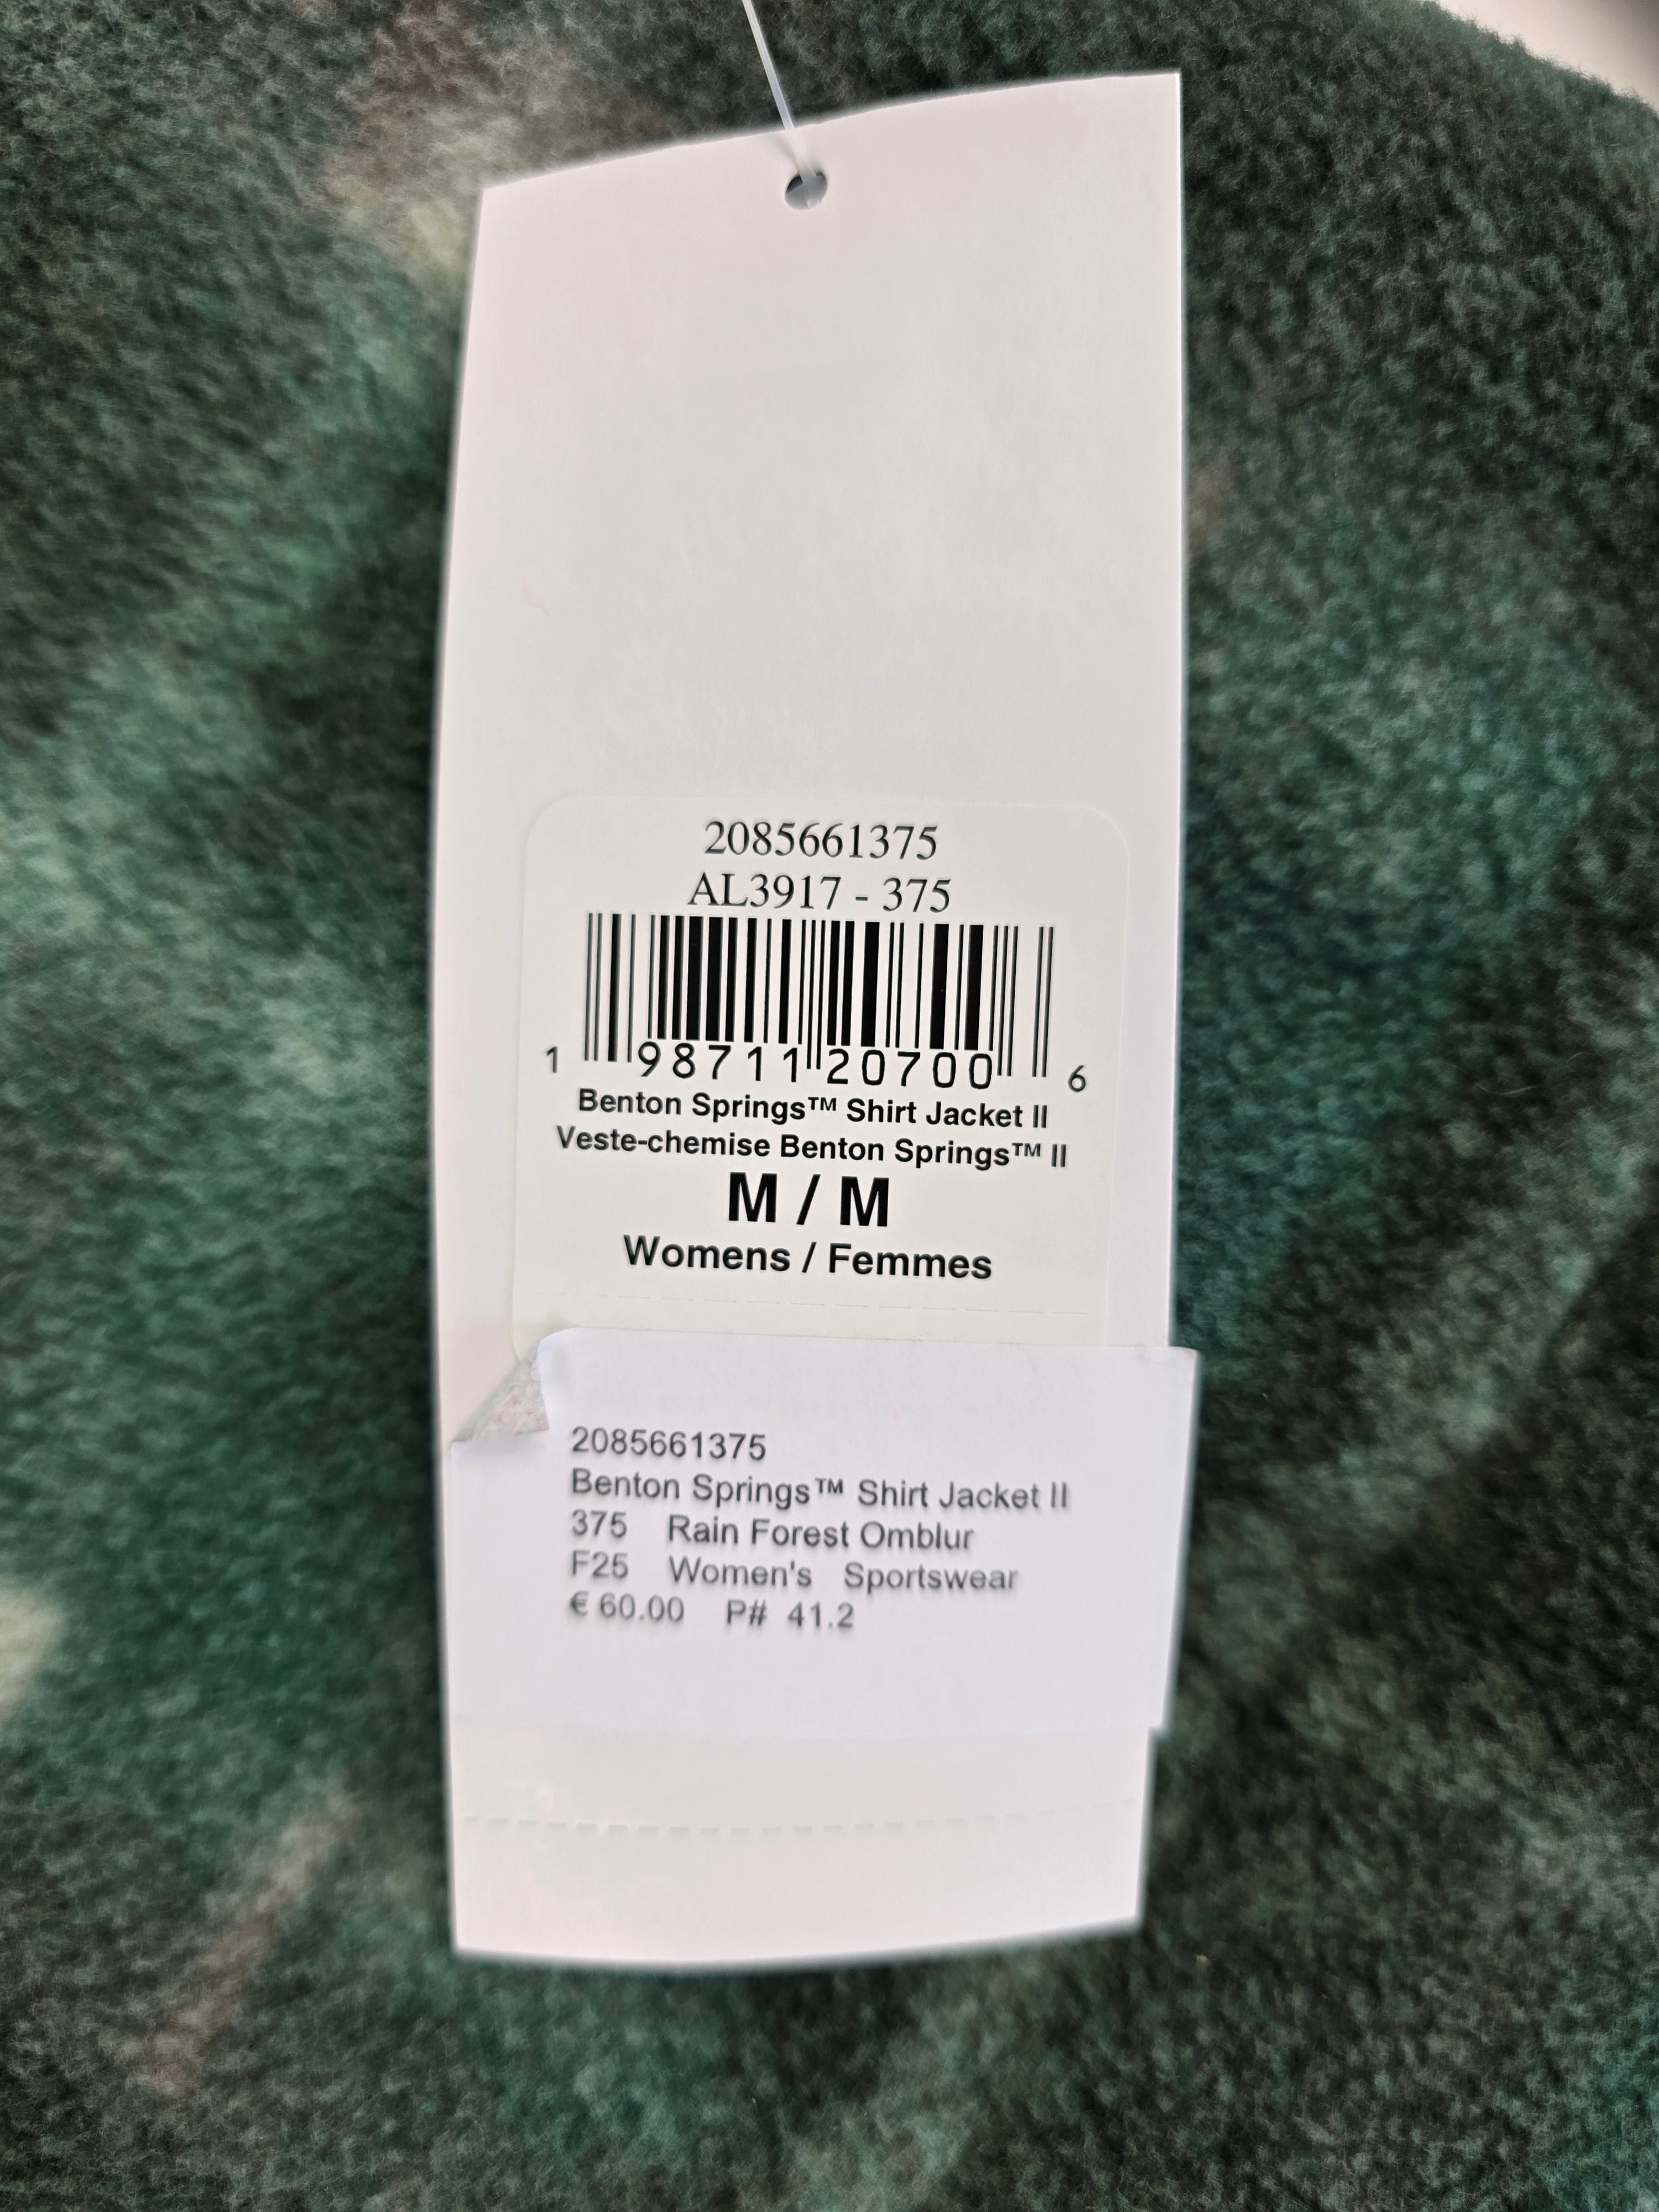 2085661375
AL3917 - 375
1 98711 20700 6
Benton Springs™ Shirt Jacket II
Veste-chemise Benton Springs™ II
M / M
Womens / Femmes
2085661375
Benton Springs™ Shirt Jacket II
375 Rain Forest Omblur
F25 Women's Sportswear
€ 60.00 P# 41.2